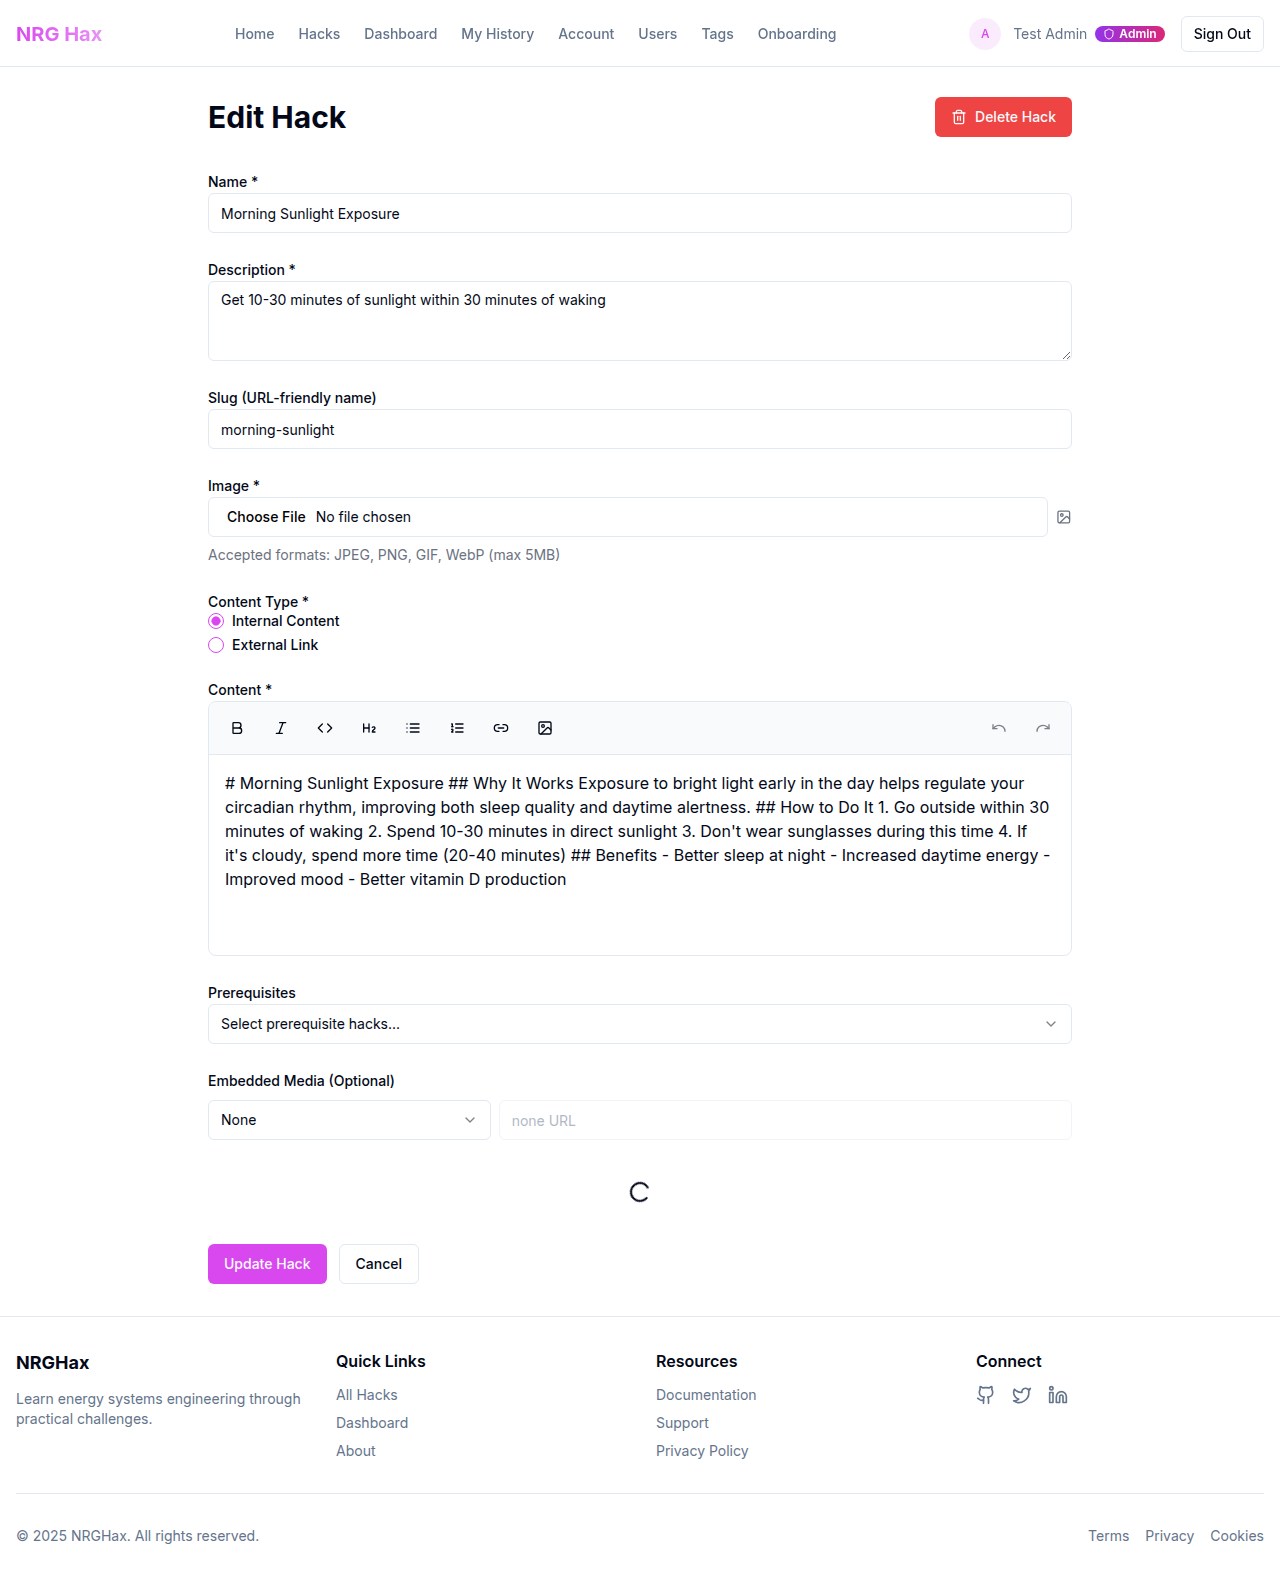 NRG Hax
Home Hacks Dashboard My History Account Users Tags Onboarding
A Test Admin Admin Sign Out
Edit Hack
Delete Hack
Name *
Morning Sunlight Exposure
Description *
Get 10-30 minutes of sunlight within 30 minutes of waking
Slug (URL-friendly name)
morning-sunlight
Image *
Choose File No file chosen
Accepted formats: JPEG, PNG, GIF, WebP (max 5MB)
Content Type *
Internal Content
External Link
Content *
H2
# Morning Sunlight Exposure ## Why It Works Exposure to bright light early in the day helps regulate your
circadian rhythm, improving both sleep quality and daytime alertness. ## How to Do It 1. Go outside within 30
minutes of waking 2. Spend 10-30 minutes in direct sunlight 3. Don't wear sunglasses during this time 4. If
it's cloudy, spend more time (20-40 minutes) ## Benefits - Better sleep at night - Increased daytime energy -
Improved mood - Better vitamin D production
Prerequisites
Select prerequisite hacks...
Embedded Media (Optional)
None
none URL
Update Hack Cancel
NRGHax
Learn energy systems engineering through
practical challenges.
Quick Links
All Hacks
Dashboard
About
Resources
Documentation
Support
Privacy Policy
Connect
© 2025 NRGHax. All rights reserved.
Terms Privacy Cookies